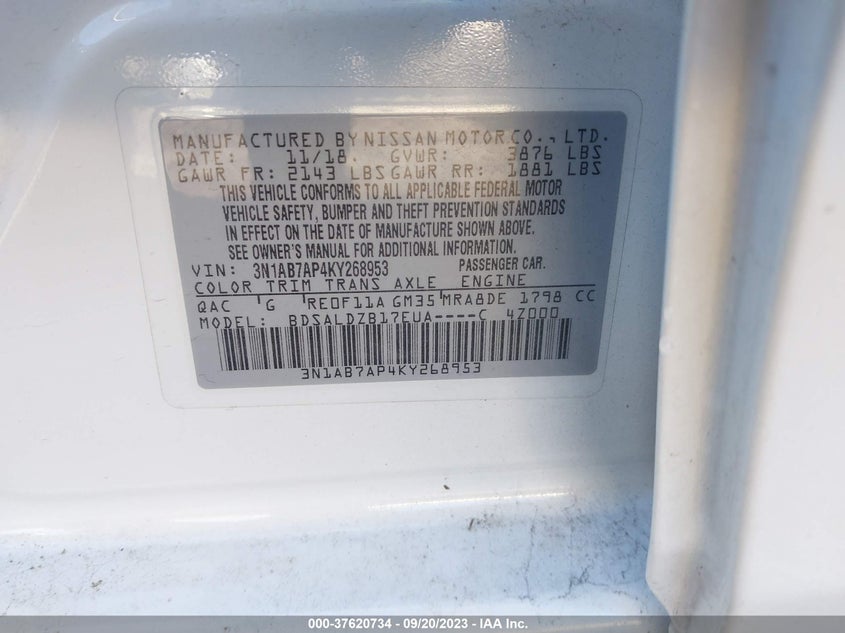 MANUFACTURED BY NISSAN MOTOR CO., LTD.
DATE: 11/18. GVWR: 3876 LBS
GAWR FR: 2143 LBS GAWR RR: 1881 LBS
THIS VEHICLE CONFORMS TO ALL APPLICABLE FEDERAL MOTOR
VEHICLE SAFETY, BUMPER AND THEFT PREVENTION STANDARDS
IN EFFECT ON THE DATE OF MANUFACTURE SHOWN ABOVE.
SEE OWNER'S MANUAL FOR ADDITIONAL INFORMATION.
VIN: 3N1AB7AP4KY268953 PASSENGER CAR.
COLOR TRIM TRANS AXLE ENGINE
QAC G RE0F11A GM35 MRA8DE 1798 CC
MODEL: BDSALDZB17EUA----C 4Z000
3N1AB7AP4KY268953
000-37620734 - 09/20/2023 - IAA Inc.